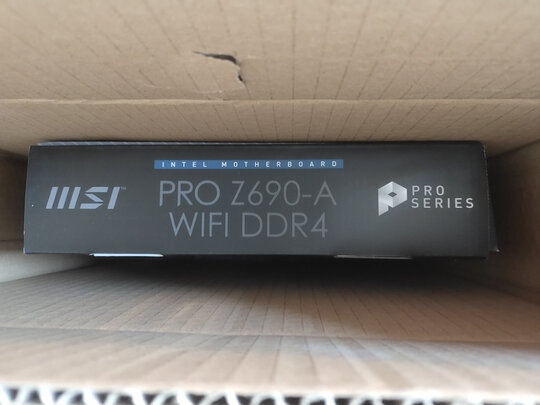 INTEL MOTHERBOARD
msi
PRO Z690-A
WIFI DDR4
PRO
SERIES